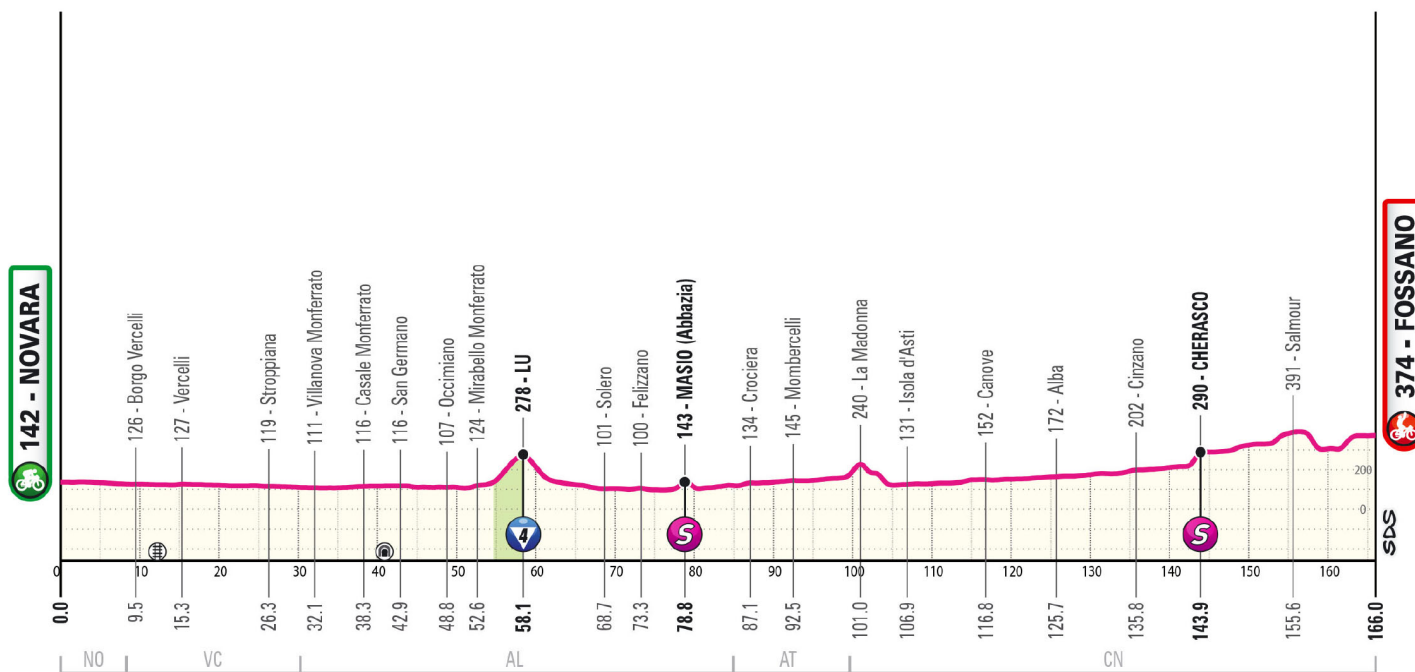 142 - NOVARA
126 - Borgo Vercelli
127 - Vercelli
119 - Stroppiana
111 - Villanova Monferrato
116 - Casale Monferrato
116 - San Germano
107 - Occimiano
124 - Mirabello Monferrato
278 - LU
101 - Solero
100 - Felizzano
143 - MASIO (Abbazia)
134 - Crociera
145 - Mombercelli
240 - La Madonna
131 - Isola d'Asti
152 - Canove
172 - Alba
202 - Cinzano
290 - CHERASCO
391 - Salmour
374 - FOSSANO
200
0
4
S
S
SDS
0 10 20 30 40 50 60 70 80 90 100 110 120 130 140 150 160
0.0 9.5 15.3 26.3 32.1 38.3 42.9 48.8 52.6 58.1 68.7 73.3 78.8 87.1 92.5 101.0 106.9 116.8 125.7 135.8 143.9 155.6 166.0
NO VC AL AT CN